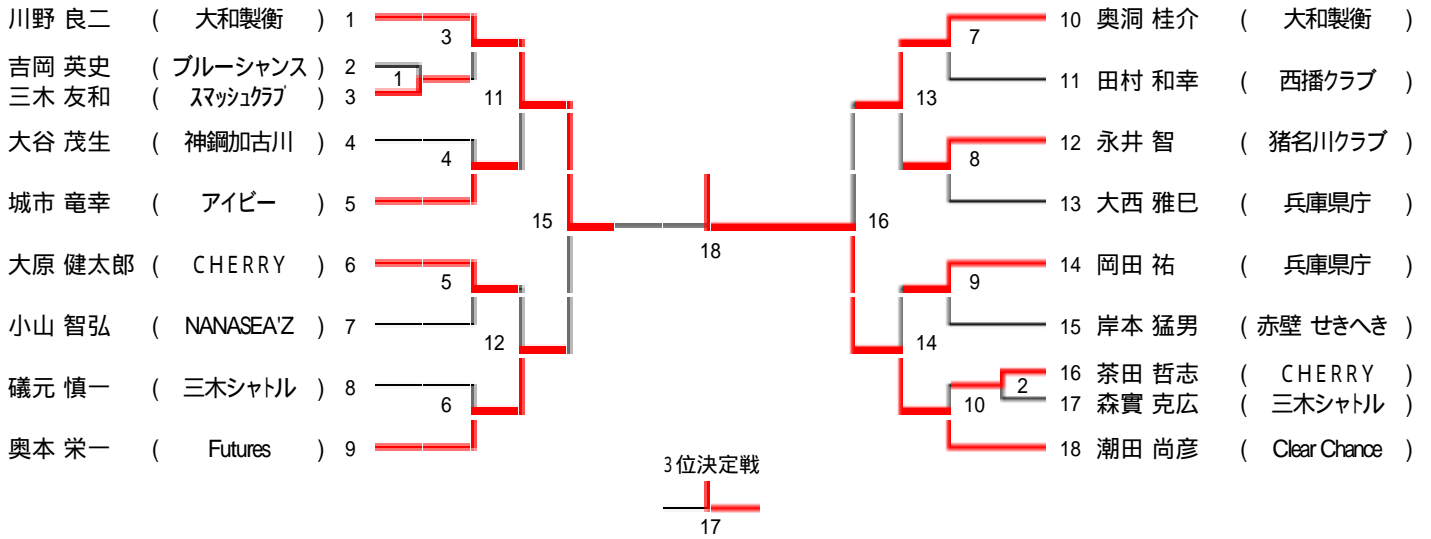 川野 良二 ( 大和製衡 ) 1
吉岡 英史 ( ブルーシャンス ) 2
三木 友和 ( スマッシュクラブ ) 3
大谷 茂生 ( 神鋼加古川 ) 4
城市 竜幸 ( アイビー ) 5
大原 健太郎 ( CHERRY ) 6
小山 智弘 ( NANASEA'Z ) 7
礒元 慎一 ( 三木シャトル ) 8
奥本 栄一 ( Futures ) 9
3
1
11
4
15
5
12
6
18
7
13
8
16
9
14
2
10
10 奥洞 桂介 ( 大和製衡 )
11 田村 和幸 ( 西播クラブ )
12 永井 智 ( 猪名川クラブ )
13 大西 雅巳 ( 兵庫県庁 )
14 岡田 祐 ( 兵庫県庁 )
15 岸本 猛男 ( 赤壁 せきへき )
16 茶田 哲志 ( CHERRY )
17 森實 克広 ( 三木シャトル )
18 潮田 尚彦 ( Clear Chance )
3位決定戦
17